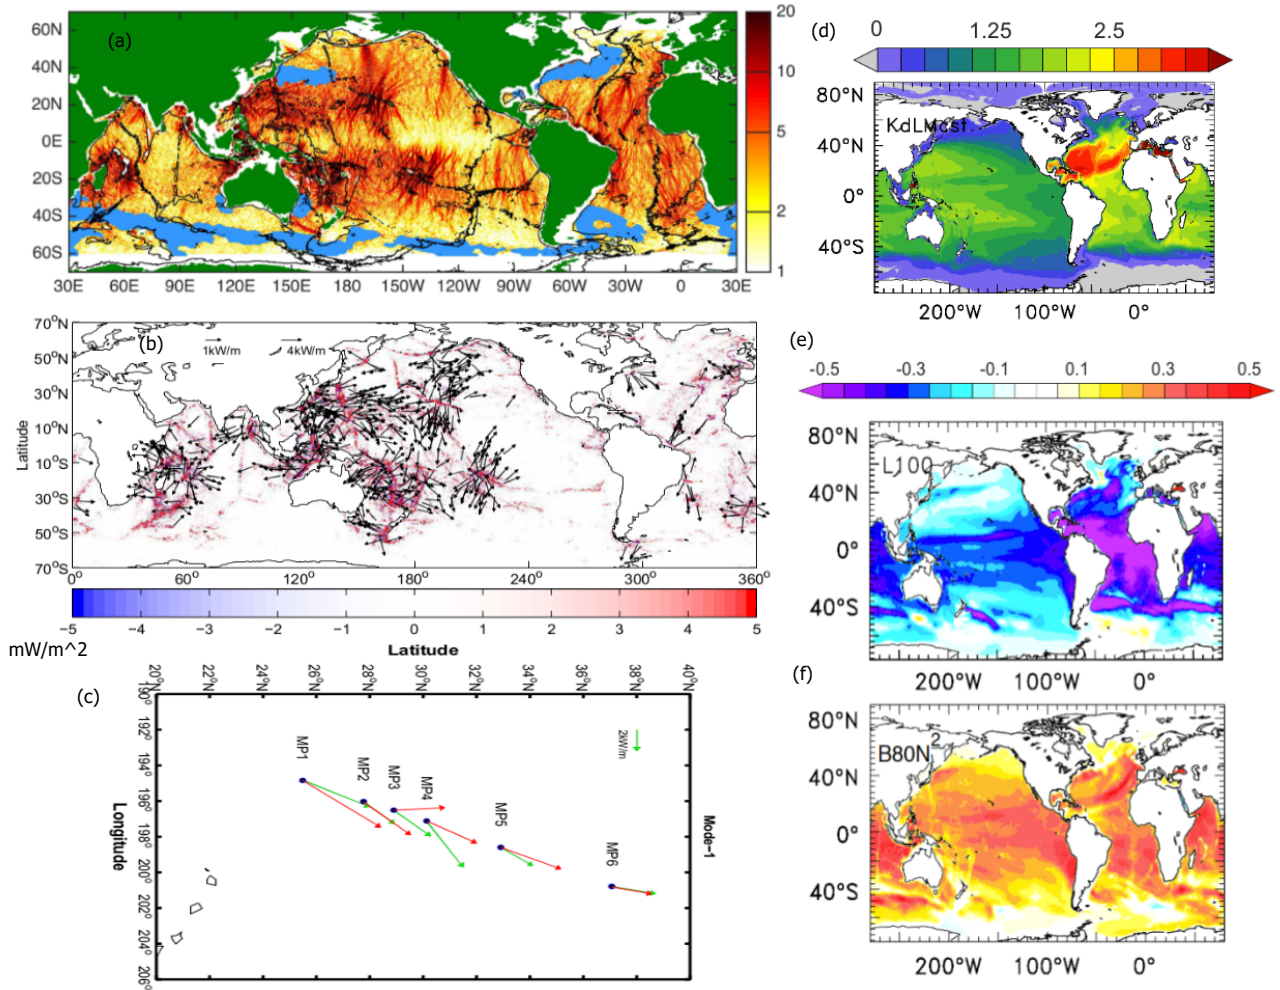 (a)
60N
40N
20N
0E
20S
40S
60S
30E 60E 90E 120E 150E 180E 150W 120W 90W 60W 30W 0 30E
20
10
5
2
1
(b)
1kW/m 4kW/m
70°N
50°N
30°N
10°N
10°S
30°S
50°S
70°S
Latitude
0° 60° 120° 180° 240° 300° 360°
−5 −4 −3 −2 −1 0 1 2 3 4 5
mW/m^2
(c)
Latitude
20°N 22°N 24°N 26°N 28°N 30°N 32°N 34°N 36°N 38°N 40°N
190°
192°
194°
196°
198°
200°
202°
204°
206°
Longitude
2kW/m
MP1
MP2
MP3
MP4
MP5
MP6
Mode−1
(d)
0 1.25 2.5
KdLMcst
80°N
40°N
0°
40°S
200°W 100°W 0°
(e)
-0.5 -0.3 -0.1 0.1 0.3 0.5
L100
80°N
40°N
0°
40°S
200°W 100°W 0°
(f)
B80N2
80°N
40°N
0°
40°S
200°W 100°W 0°